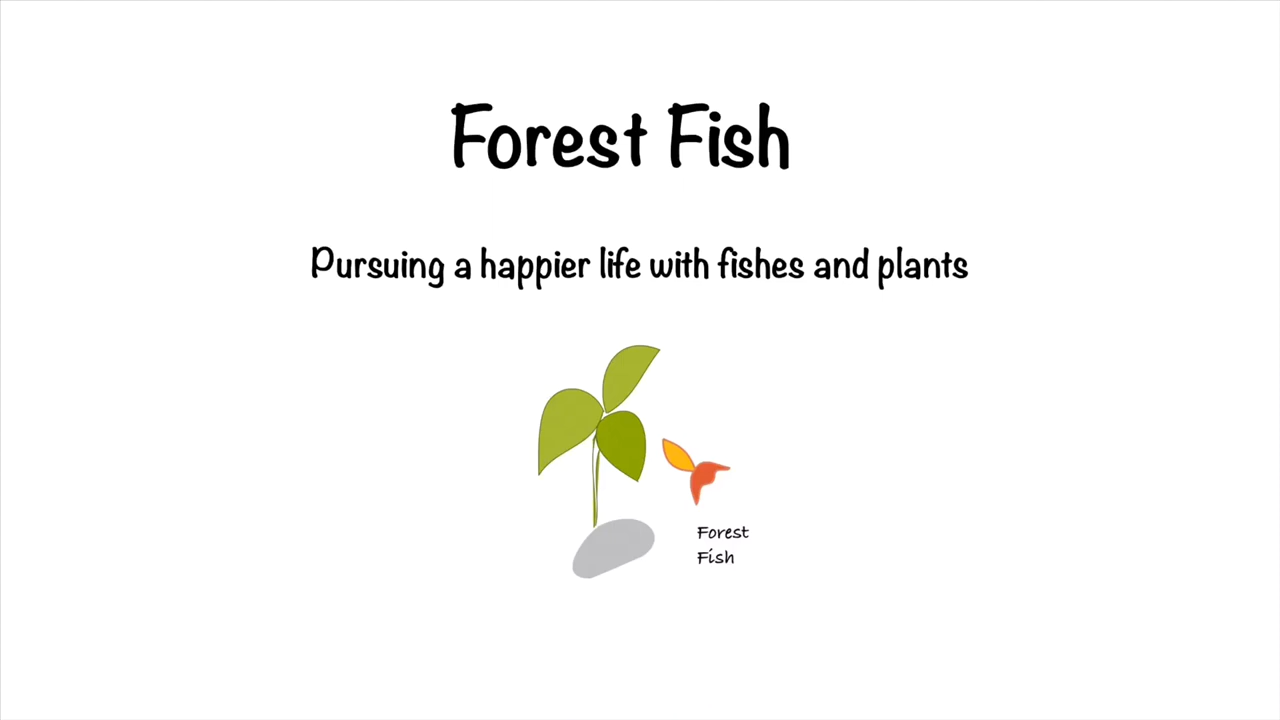 Forest Fish
Pursuing a happier life with fishes and plants
Forest
Fish